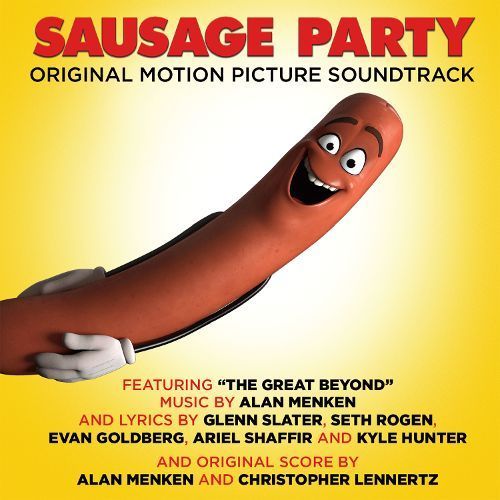 SAUSAGE PARTY
ORIGINAL MOTION PICTURE SOUNDTRACK
FEATURING "THE GREAT BEYOND"
MUSIC BY ALAN MENKEN
AND LYRICS BY GLENN SLATER, SETH ROGEN,
EVAN GOLDBERG, ARIEL SHAFFIR AND KYLE HUNTER
AND ORIGINAL SCORE BY
ALAN MENKEN AND CHRISTOPHER LENNERTZ